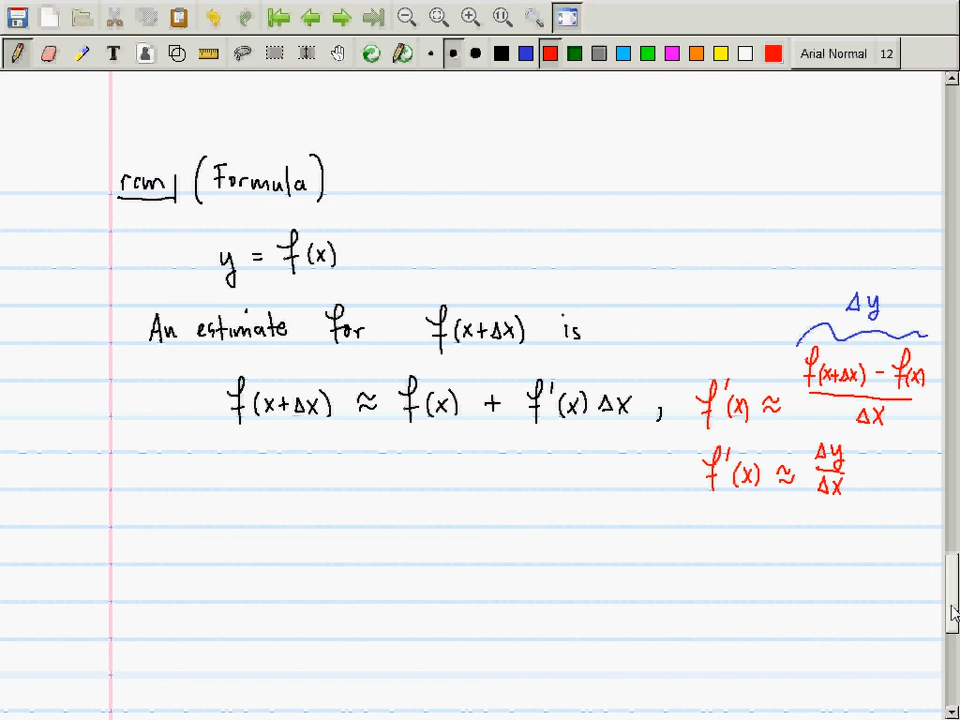 Arial Normal 12
rem (Formula)
y = f(x)
An estimate for f(x+Δx) is
Δy
f(x+Δx) ≈ f(x) + f'(x) Δx , f'(x) ≈ (f(x+Δx) - f(x))/Δx
f'(x) ≈ Δy/Δx